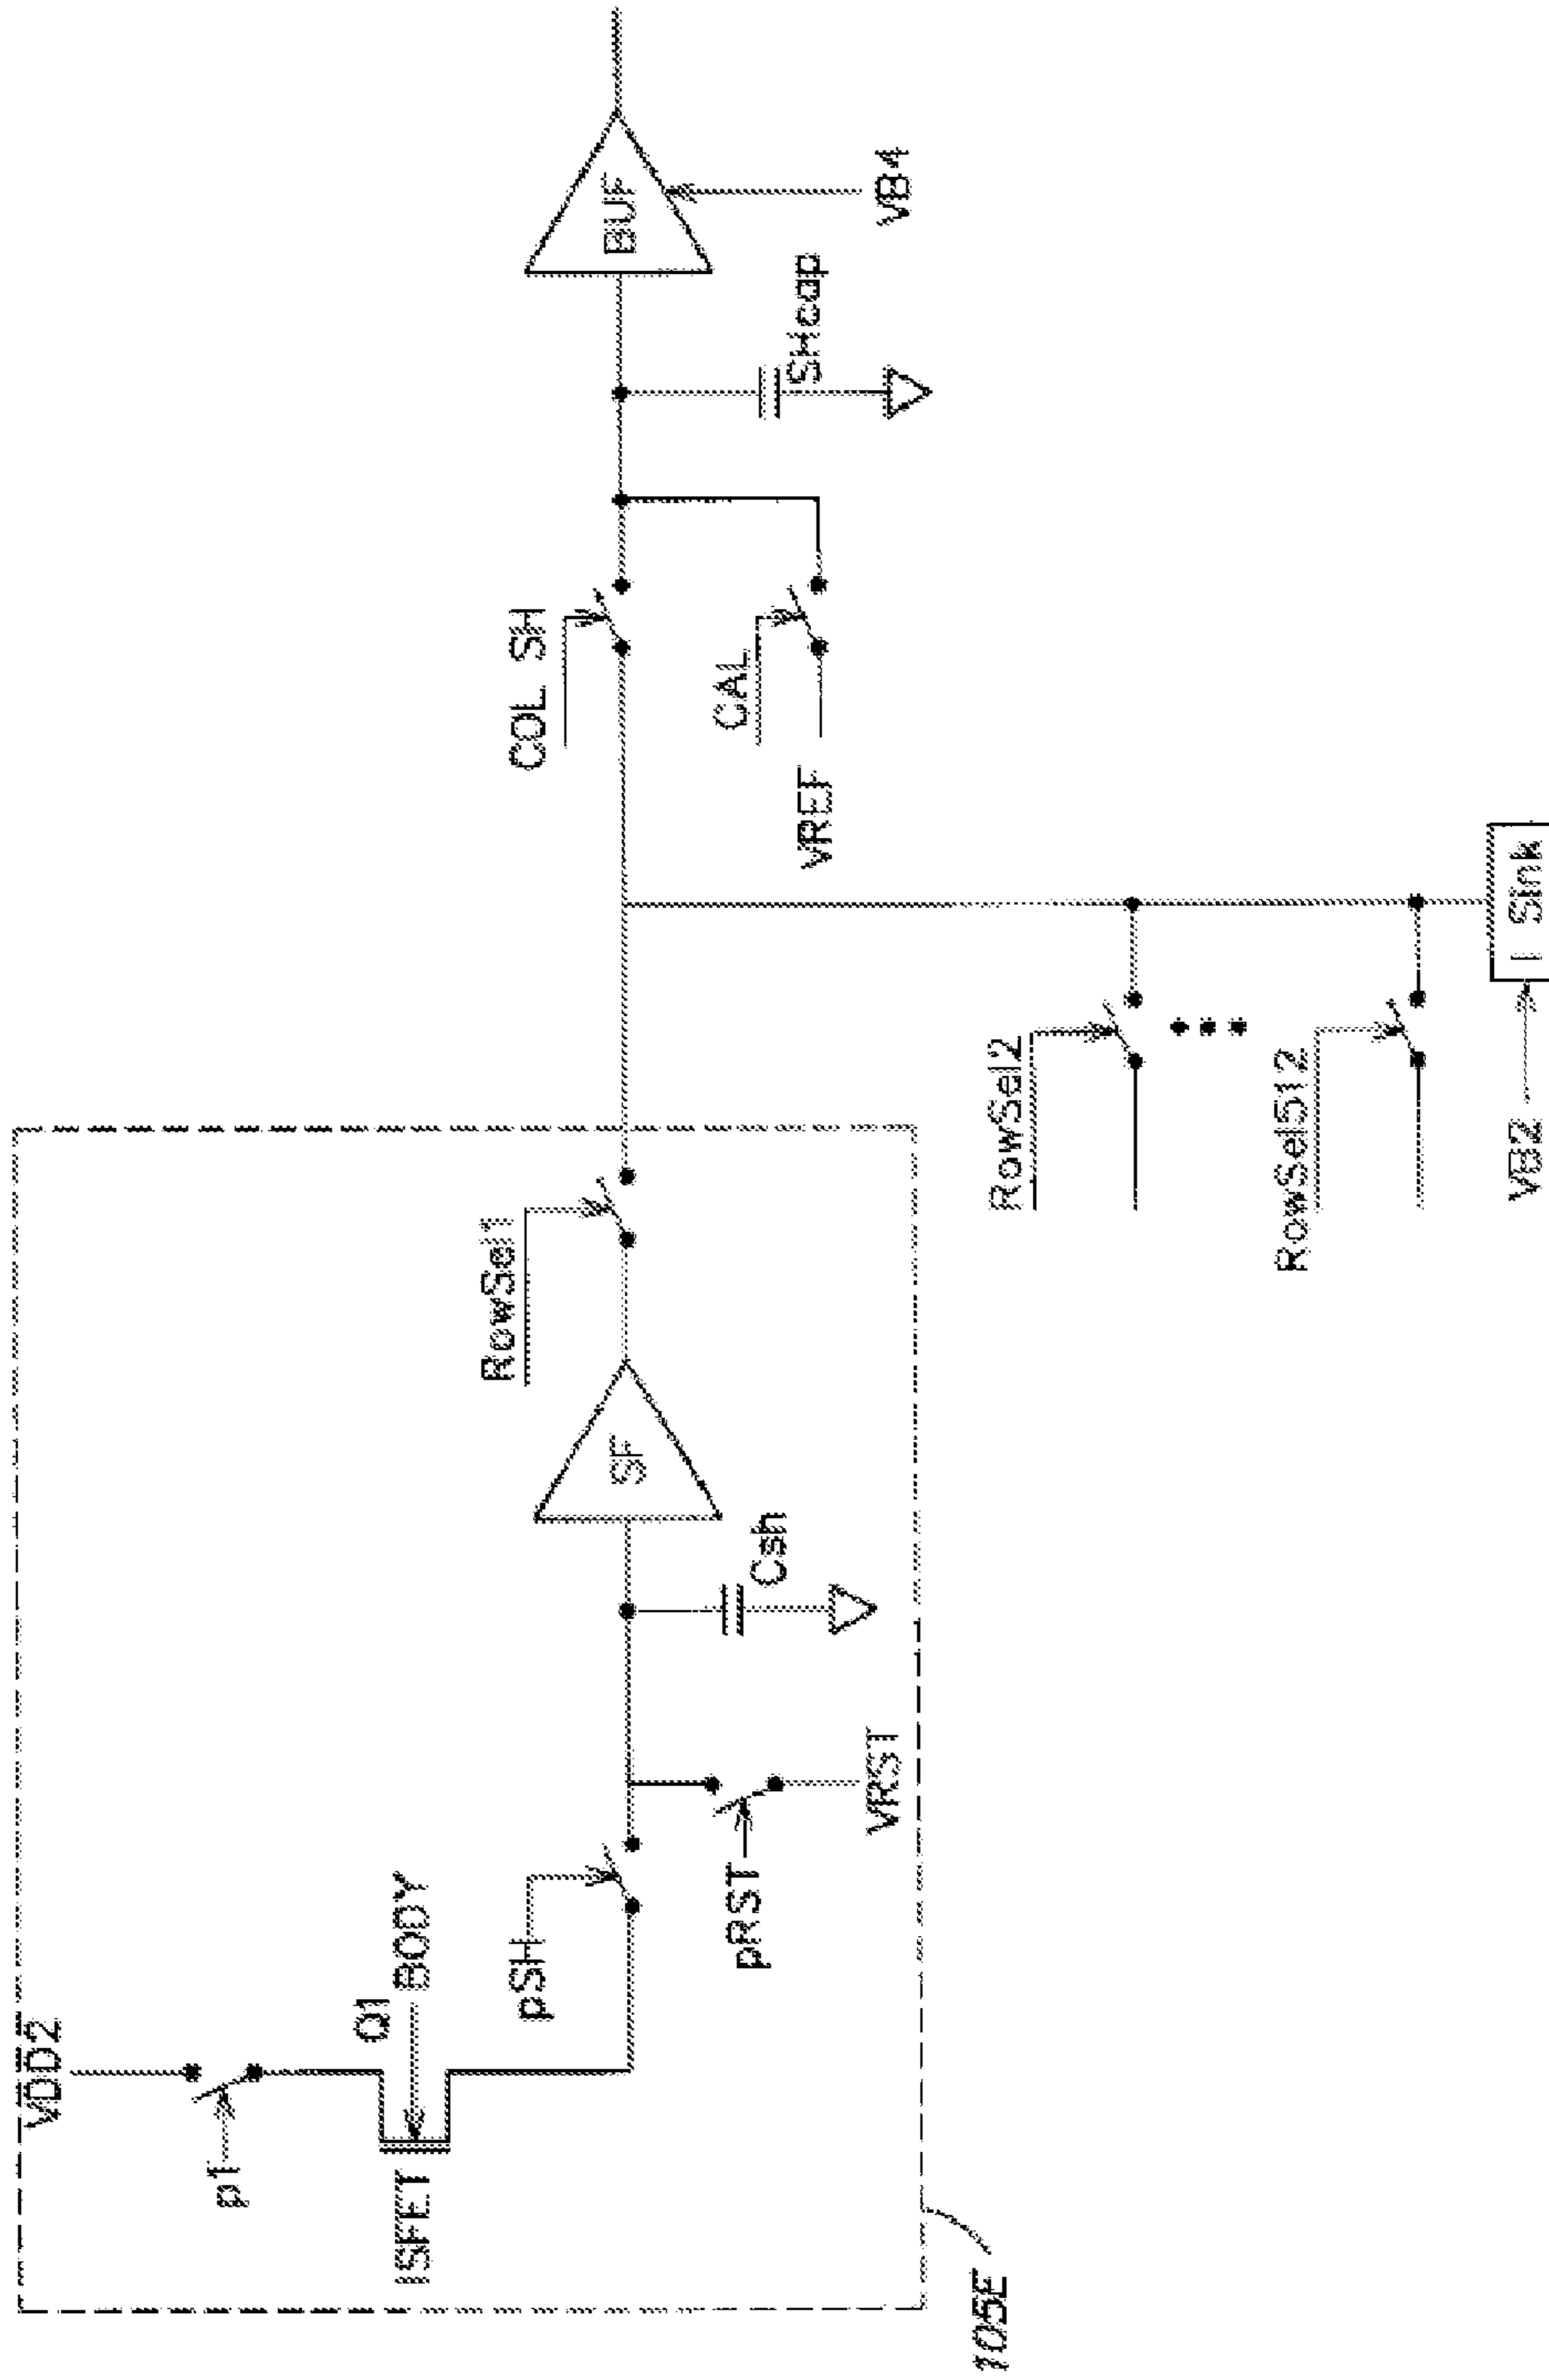 VDD2
p1
Q1
BODY
ISFET
pSH
pRST
VRST
Csh
SF
RowSel1
105E
RowSel2
RowSel512
VB2
I Sink
COL SH
CAL
VREF
SHcap
BUF
VB4